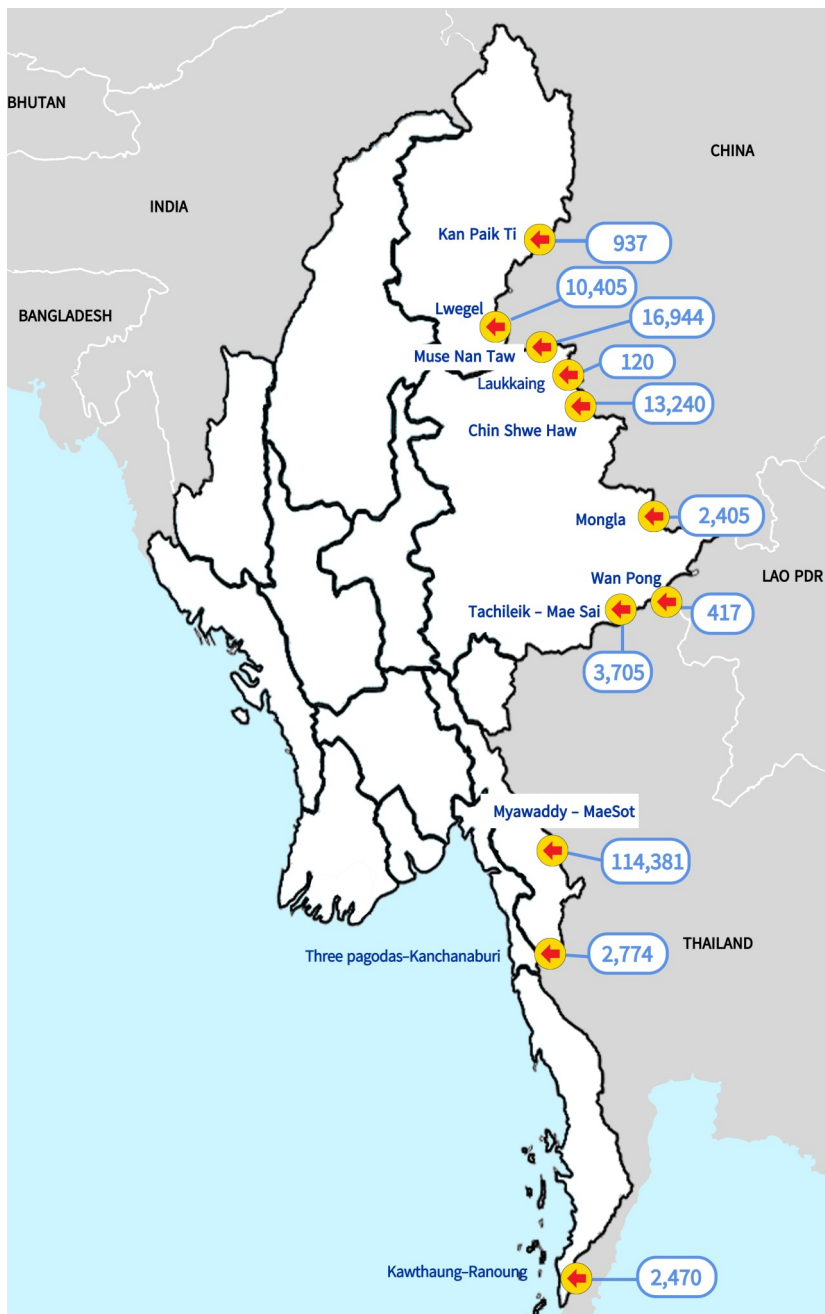 BHUTAN
CHINA
INDIA
Kan Paik Ti
937
10,405
Lwegel
BANGLADESH
16,944
Muse Nan Taw
120
Laukkaing
13,240
Chin Shwe Haw
Mongla
2,405
Wan Pong
LAO PDR
Tachileik – Mae Sai
417
3,705
Myawaddy – MaeSot
114,381
THAILAND
Three pagodas–Kanchanaburi
2,774
Kawthaung–Ranoung
2,470